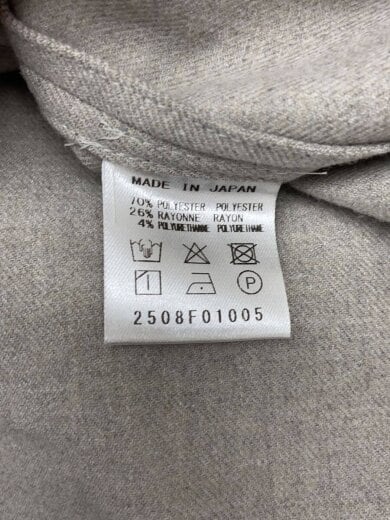 MADE IN JAPAN
70% POLYESTER POLYESTER
26% RAYONNE RAYON
4% POLYURETHANNE POLYURETHANE
P
2508F01005